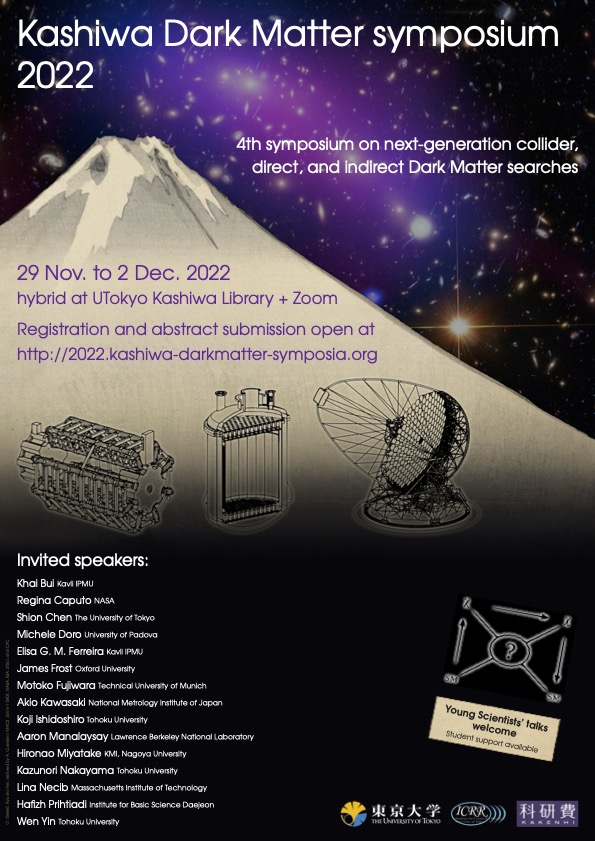 Kashiwa Dark Matter symposium
2022
4th symposium on next-generation collider,
direct, and indirect Dark Matter searches
29 Nov. to 2 Dec. 2022
hybrid at UTokyo Kashiwa Library + Zoom
Registration and abstract submission open at
http://2022.kashiwa-darkmatter-symposia.org
Invited speakers:
Khai Bui Kavli IPMU
Regina Caputo NASA
Shion Chen The University of Tokyo
Michele Doro University of Padova
Elisa G. M. Ferreira Kavli IPMU
James Frost Oxford University
Motoko Fujiwara Technical University of Munich
Akio Kawasaki National Metrology Institute of Japan
Koji Ishidoshiro Tohoku University
Aaron Manalaysay Lawrence Berkeley National Laboratory
Hironao Miyatake KMI, Nagoya University
Kazunori Nakayama Tohoku University
Lina Necib Massachusetts Institute of Technology
Hafizh Prihtiadi Institute for Basic Science Daejeon
Wen Yin Tohoku University
χ χ
?
SM SM
Young Scientists' talks
welcome
Student support available
東京大学
THE UNIVERSITY OF TOKYO
ICRR
科研費
KAKENHI